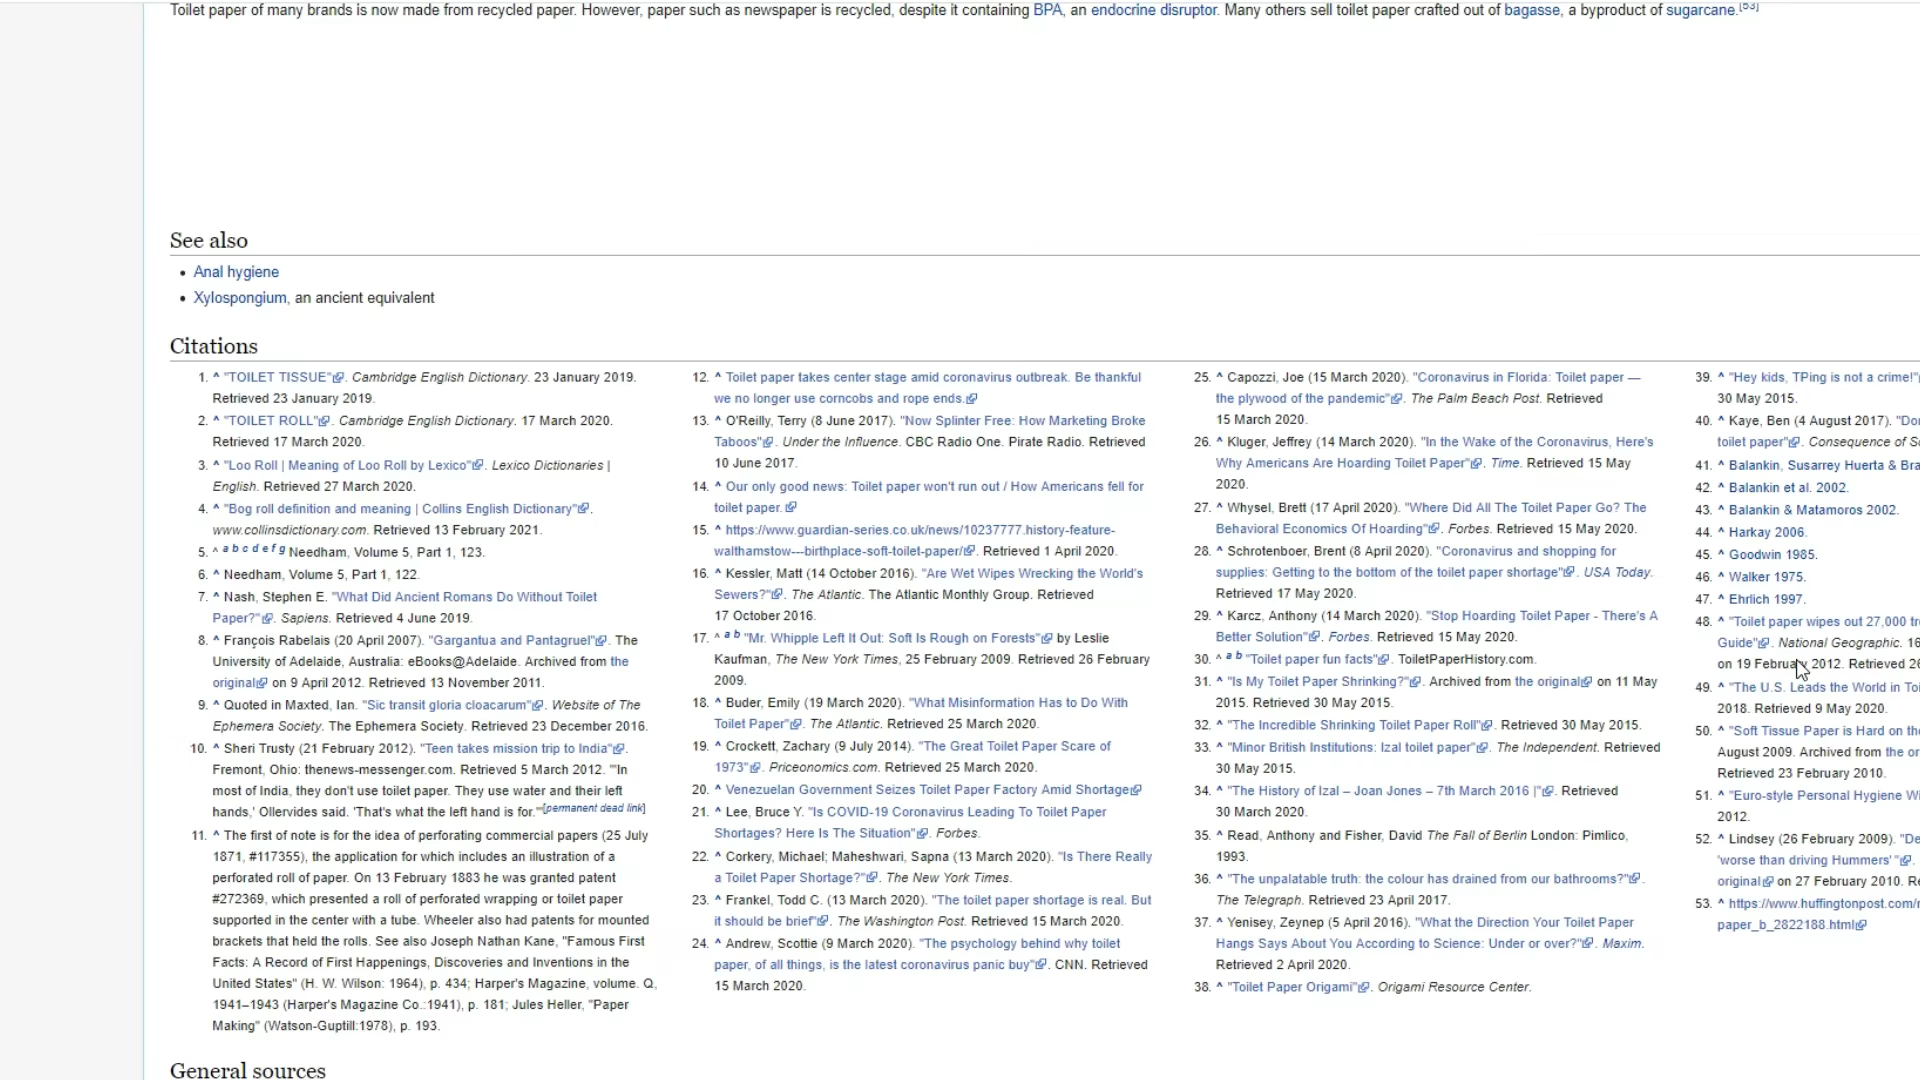 Toilet paper of many brands is now made from recycled paper. However, paper such as newspaper is recycled, despite it containing BPA, an endocrine disruptor. Many others sell toilet paper crafted out of bagasse, a byproduct of sugarcane.[53]
See also
• Anal hygiene
• Xylospongium, an ancient equivalent
Citations
1. ^ "TOILET TISSUE". Cambridge English Dictionary. 23 January 2019.
Retrieved 23 January 2019.
2. ^ "TOILET ROLL". Cambridge English Dictionary. 17 March 2020.
Retrieved 17 March 2020.
3. ^ "Loo Roll | Meaning of Loo Roll by Lexico". Lexico Dictionaries |
English. Retrieved 27 March 2020.
4. ^ "Bog roll definition and meaning | Collins English Dictionary".
www.collinsdictionary.com. Retrieved 13 February 2021.
5. ^ a b c d e f g Needham, Volume 5, Part 1, 123.
6. ^ Needham, Volume 5, Part 1, 122.
7. ^ Nash, Stephen E. "What Did Ancient Romans Do Without Toilet
Paper?". Sapiens. Retrieved 4 June 2019.
8. ^ François Rabelais (20 April 2007). "Gargantua and Pantagruel". The
University of Adelaide, Australia: eBooks@Adelaide. Archived from the
original on 9 April 2012. Retrieved 13 November 2011.
9. ^ Quoted in Maxted, Ian. "Sic transit gloria cloacarum". Website of The
Ephemera Society. The Ephemera Society. Retrieved 23 December 2016.
10. ^ Sheri Trusty (21 February 2012). "Teen takes mission trip to India".
Fremont, Ohio: thenews-messenger.com. Retrieved 5 March 2012. "'In
most of India, they don't use toilet paper. They use water and their left
hands,' Ollervides said. 'That's what the left hand is for.'"[permanent dead link]
11. ^ The first of note is for the idea of perforating commercial papers (25 July
1871, #117355), the application for which includes an illustration of a
perforated roll of paper. On 13 February 1883 he was granted patent
#272369, which presented a roll of perforated wrapping or toilet paper
supported in the center with a tube. Wheeler also had patents for mounted
brackets that held the rolls. See also Joseph Nathan Kane, "Famous First
Facts: A Record of First Happenings, Discoveries and Inventions in the
United States" (H. W. Wilson: 1964), p. 434; Harper's Magazine, volume. Q,
1941–1943 (Harper's Magazine Co.:1941), p. 181; Jules Heller, "Paper
Making" (Watson-Guptill:1978), p. 193.
12. ^ Toilet paper takes center stage amid coronavirus outbreak. Be thankful
we no longer use corncobs and rope ends.
13. ^ O'Reilly, Terry (8 June 2017). "Now Splinter Free: How Marketing Broke
Taboos". Under the Influence. CBC Radio One. Pirate Radio. Retrieved
10 June 2017.
14. ^ Our only good news: Toilet paper won't run out / How Americans fell for
toilet paper.
15. ^ https://www.guardian-series.co.uk/news/10237777.history-feature-
walthamstow---birthplace-soft-toilet-paper/. Retrieved 1 April 2020.
16. ^ Kessler, Matt (14 October 2016). "Are Wet Wipes Wrecking the World's
Sewers?". The Atlantic. The Atlantic Monthly Group. Retrieved
17 October 2016.
17. ^ a b "Mr. Whipple Left It Out: Soft Is Rough on Forests" by Leslie
Kaufman, The New York Times, 25 February 2009. Retrieved 26 February
2009.
18. ^ Buder, Emily (19 March 2020). "What Misinformation Has to Do With
Toilet Paper". The Atlantic. Retrieved 25 March 2020.
19. ^ Crockett, Zachary (9 July 2014). "The Great Toilet Paper Scare of
1973". Priceonomics.com. Retrieved 25 March 2020.
20. ^ Venezuelan Government Seizes Toilet Paper Factory Amid Shortage
21. ^ Lee, Bruce Y. "Is COVID-19 Coronavirus Leading To Toilet Paper
Shortages? Here Is The Situation". Forbes.
22. ^ Corkery, Michael; Maheshwari, Sapna (13 March 2020). "Is There Really
a Toilet Paper Shortage?". The New York Times.
23. ^ Frankel, Todd C. (13 March 2020). "The toilet paper shortage is real. But
it should be brief". The Washington Post. Retrieved 15 March 2020.
24. ^ Andrew, Scottie (9 March 2020). "The psychology behind why toilet
paper, of all things, is the latest coronavirus panic buy". CNN. Retrieved
15 March 2020.
25. ^ Capozzi, Joe (15 March 2020). "Coronavirus in Florida: Toilet paper —
the plywood of the pandemic". The Palm Beach Post. Retrieved
15 March 2020.
26. ^ Kluger, Jeffrey (14 March 2020). "In the Wake of the Coronavirus, Here's
Why Americans Are Hoarding Toilet Paper". Time. Retrieved 15 May
2020.
27. ^ Whysel, Brett (17 April 2020). "Where Did All The Toilet Paper Go? The
Behavioral Economics Of Hoarding". Forbes. Retrieved 15 May 2020.
28. ^ Schrotenboer, Brent (8 April 2020). "Coronavirus and shopping for
supplies: Getting to the bottom of the toilet paper shortage". USA Today.
Retrieved 17 May 2020.
29. ^ Karcz, Anthony (14 March 2020). "Stop Hoarding Toilet Paper - There's A
Better Solution". Forbes. Retrieved 15 May 2020.
30. ^ a b "Toilet paper fun facts". ToiletPaperHistory.com.
31. ^ "Is My Toilet Paper Shrinking?". Archived from the original on 11 May
2015. Retrieved 30 May 2015.
32. ^ "The Incredible Shrinking Toilet Paper Roll". Retrieved 30 May 2015.
33. ^ "Minor British Institutions: Izal toilet paper". The Independent. Retrieved
30 May 2015.
34. ^ "The History of Izal – Joan Jones – 7th March 2016 |". Retrieved
30 March 2020.
35. ^ Read, Anthony and Fisher, David The Fall of Berlin London: Pimlico,
1993.
36. ^ "The unpalatable truth: the colour has drained from our bathrooms?".
The Telegraph. Retrieved 23 April 2017.
37. ^ Yenisey, Zeynep (5 April 2016). "What the Direction Your Toilet Paper
Hangs Says About You According to Science: Under or over?". Maxim.
Retrieved 2 April 2020.
38. ^ "Toilet Paper Origami". Origami Resource Center.
39. ^ "Hey kids, TPing is not a crime!"
30 May 2015.
40. ^ Kaye, Ben (4 August 2017). "Do
toilet paper". Consequence of S
41. ^ Balankin, Susarrey Huerta & Bra
42. ^ Balankin et al. 2002.
43. ^ Balankin & Matamoros 2002.
44. ^ Harkay 2006.
45. ^ Goodwin 1985.
46. ^ Walker 1975.
47. ^ Ehrlich 1997.
48. ^ "Toilet paper wipes out 27,000 tr
Guide". National Geographic. 16
on 19 February 2012. Retrieved 26
49. ^ "The U.S. Leads the World in Toi
2018. Retrieved 9 May 2020.
50. ^ "Soft Tissue Paper is Hard on th
August 2009. Archived from the or
Retrieved 23 February 2010.
51. ^ "Euro-style Personal Hygiene Wi
2012.
52. ^ Lindsey (26 February 2009). "De
'worse than driving Hummers' ".
original on 27 February 2010. Re
53. ^ https://www.huffingtonpost.com/r
paper_b_2822188.html
General sources